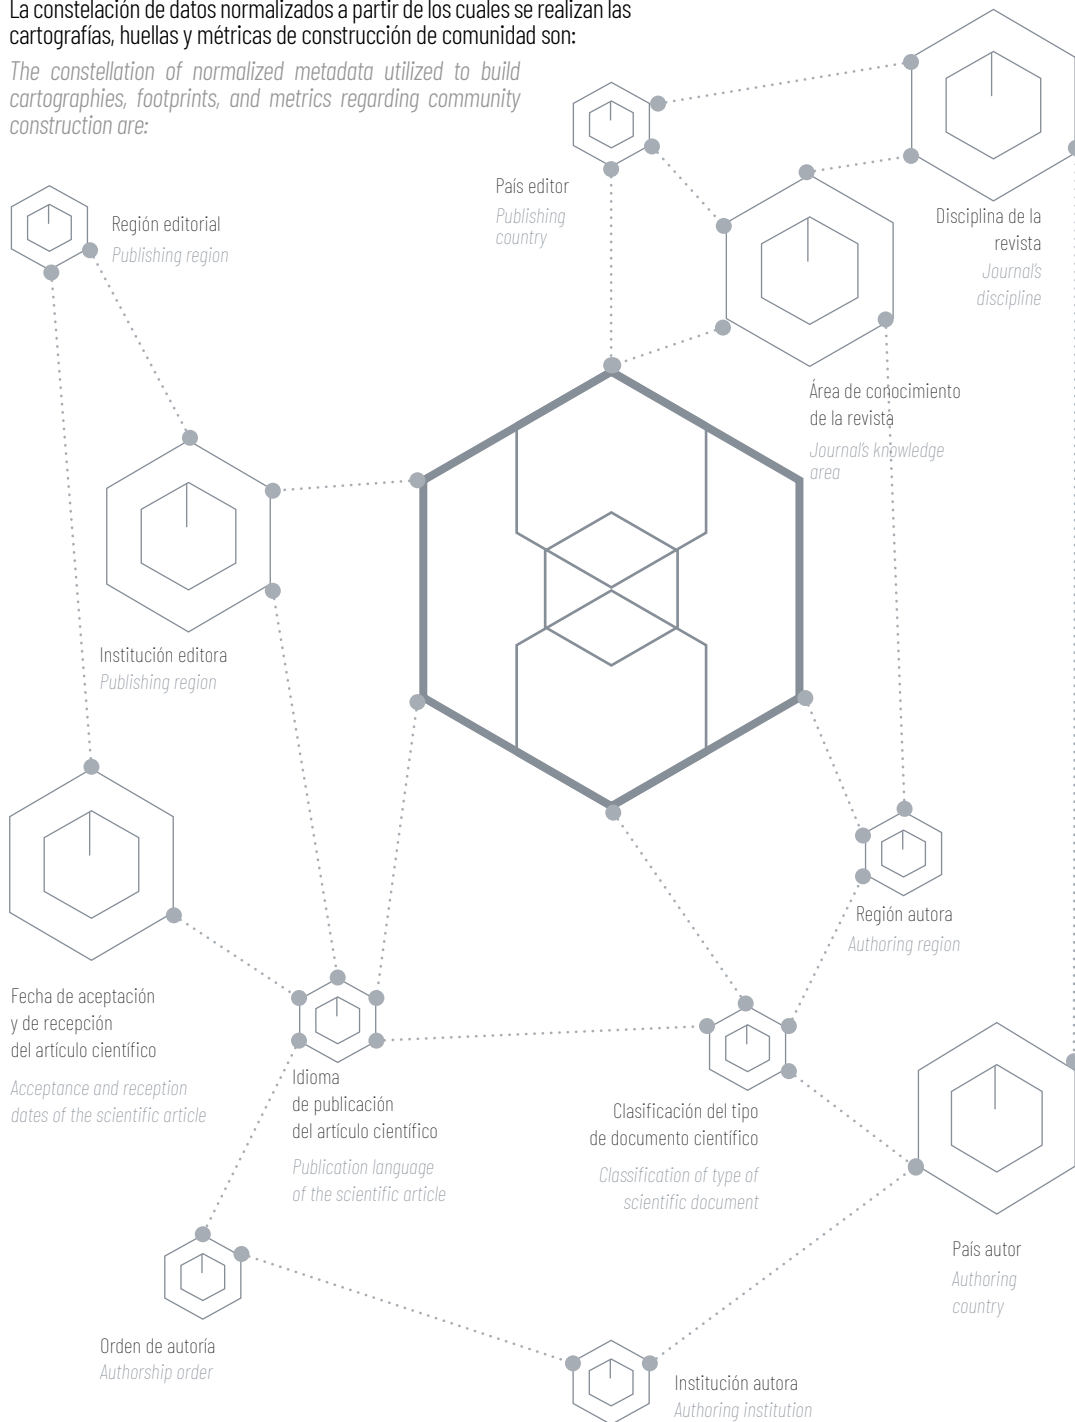 La constelación de datos normalizados a partir de los cuales se realizan las
cartografías, huellas y métricas de construcción de comunidad son:
The constellation of normalized metadata utilized to build
cartographies, footprints, and metrics regarding community
construction are:
País editor
Publishing
country
Región editorial
Publishing region
Disciplina de la
revista
Journal's
discipline
Área de conocimiento
de la revista
Journal's knowledge
area
Institución editora
Publishing region
Región autora
Authoring region
Fecha de aceptación
y de recepción
del artículo científico
Acceptance and reception
dates of the scientific article
Idioma
de publicación
del artículo científico
Publication language
of the scientific article
Clasificación del tipo
de documento científico
Classification of type of
scientific document
País autor
Authoring
country
Orden de autoría
Authorship order
Institución autora
Authoring institution